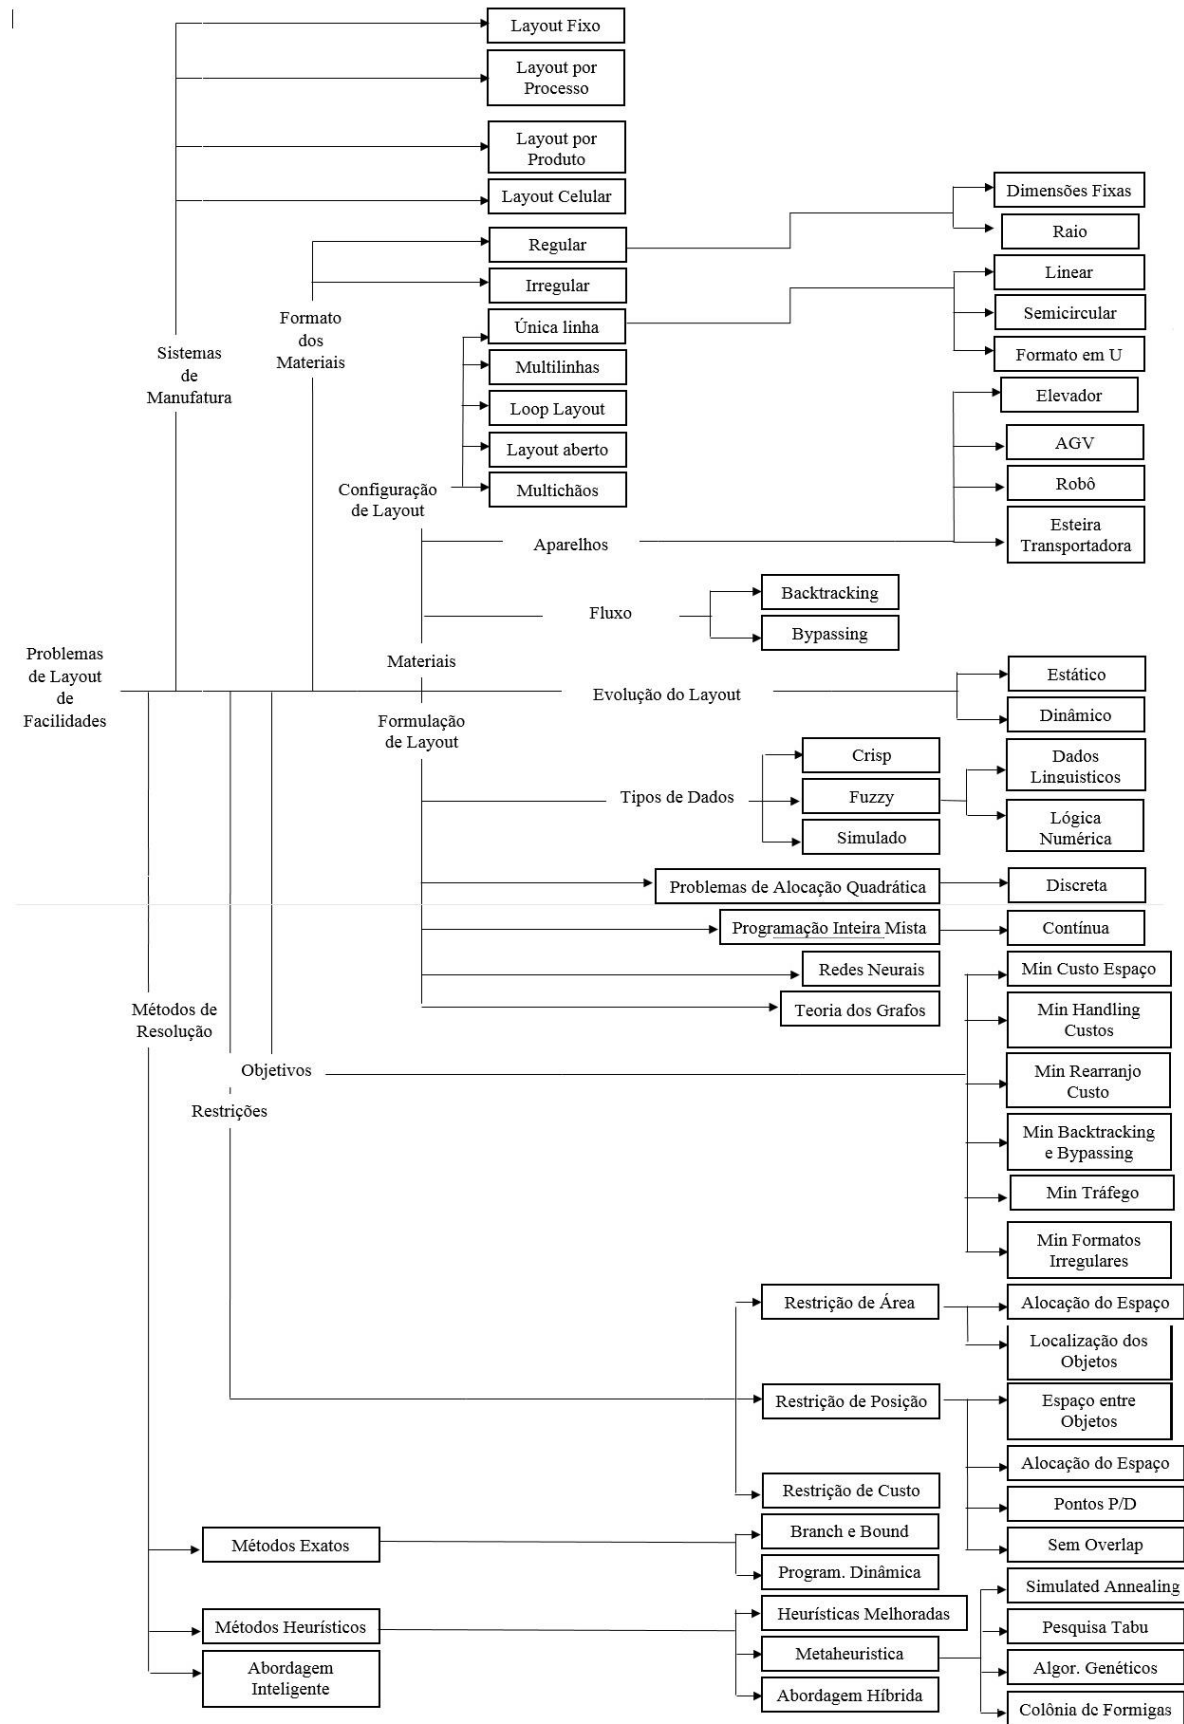 Layout Fixo
Layout por
Processo
Layout por
Produto
Layout Celular
Dimensões Fixas
Raio
Regular
Irregular
Formato
dos
Materiais
Sistemas
de
Manufatura
Única linha
Multilinhas
Loop Layout
Layout aberto
Multichãos
Linear
Semicircular
Formato em U
Elevador
AGV
Robô
Esteira
Transportadora
Configuração
de Layout
Aparelhos
Fluxo
Backtracking
Bypassing
Materiais
Problemas
de Layout
de
Facilidades
Evolução do Layout
Estático
Dinâmico
Formulação
de Layout
Tipos de Dados
Crisp
Fuzzy
Simulado
Dados
Linguisticos
Lógica
Numérica
Problemas de Alocação Quadrática
Discreta
Programação Inteira Mista
Contínua
Redes Neurais
Teoria dos Grafos
Métodos de
Resolução
Objetivos
Restrições
Min Custo Espaço
Min Handling
Custos
Min Rearranjo
Custo
Min Backtracking
e Bypassing
Min Tráfego
Min Formatos
Irregulares
Restrição de Área
Alocação do Espaço
Localização dos
Objetos
Restrição de Posição
Espaço entre
Objetos
Alocação do Espaço
Pontos P/D
Sem Overlap
Restrição de Custo
Métodos Exatos
Branch e Bound
Program. Dinâmica
Métodos Heurísticos
Heurísticas Melhoradas
Metaheuristica
Abordagem Híbrida
Simulated Annealing
Pesquisa Tabu
Algor. Genéticos
Colônia de Formigas
Abordagem
Inteligente